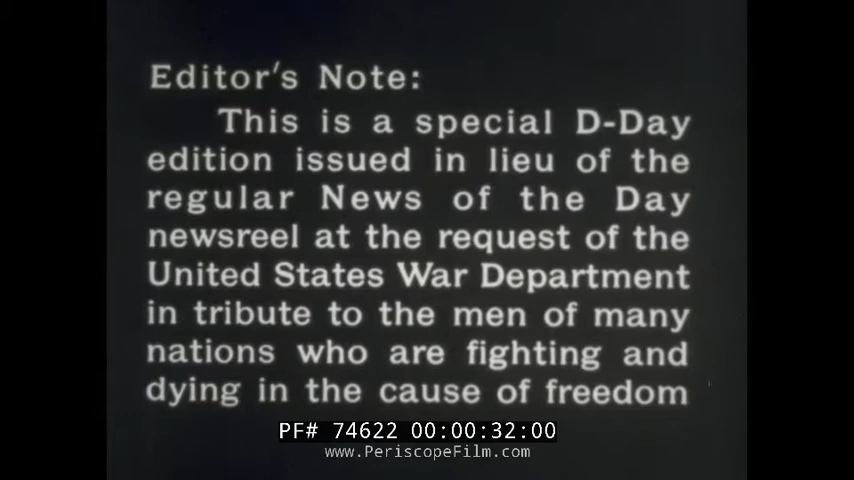 Editor's Note:
This is a special D-Day
edition issued in lieu of the
regular News of the Day
newsreel at the request of the
United States War Department
in tribute to the men of many
nations who are fighting and
dying in the cause of freedom
PF# 74622 00:00:32:00
www.PeriscopeFilm.com